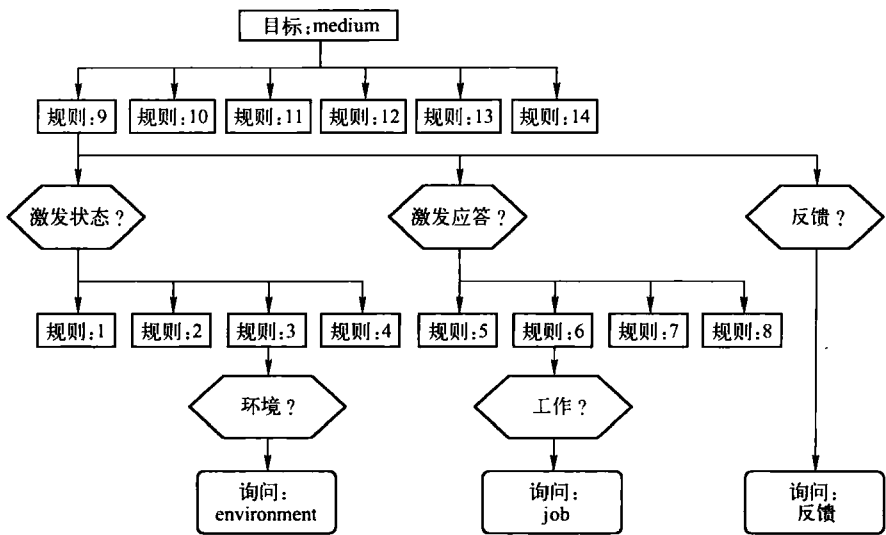 目标:medium
规则:9
规则:10
规则:11
规则:12
规则:13
规则:14
激发状态?
激发应答?
反馈?
规则:1
规则:2
规则:3
规则:4
规则:5
规则:6
规则:7
规则:8
环境?
工作?
询问:
environment
询问:
job
询问:
反馈